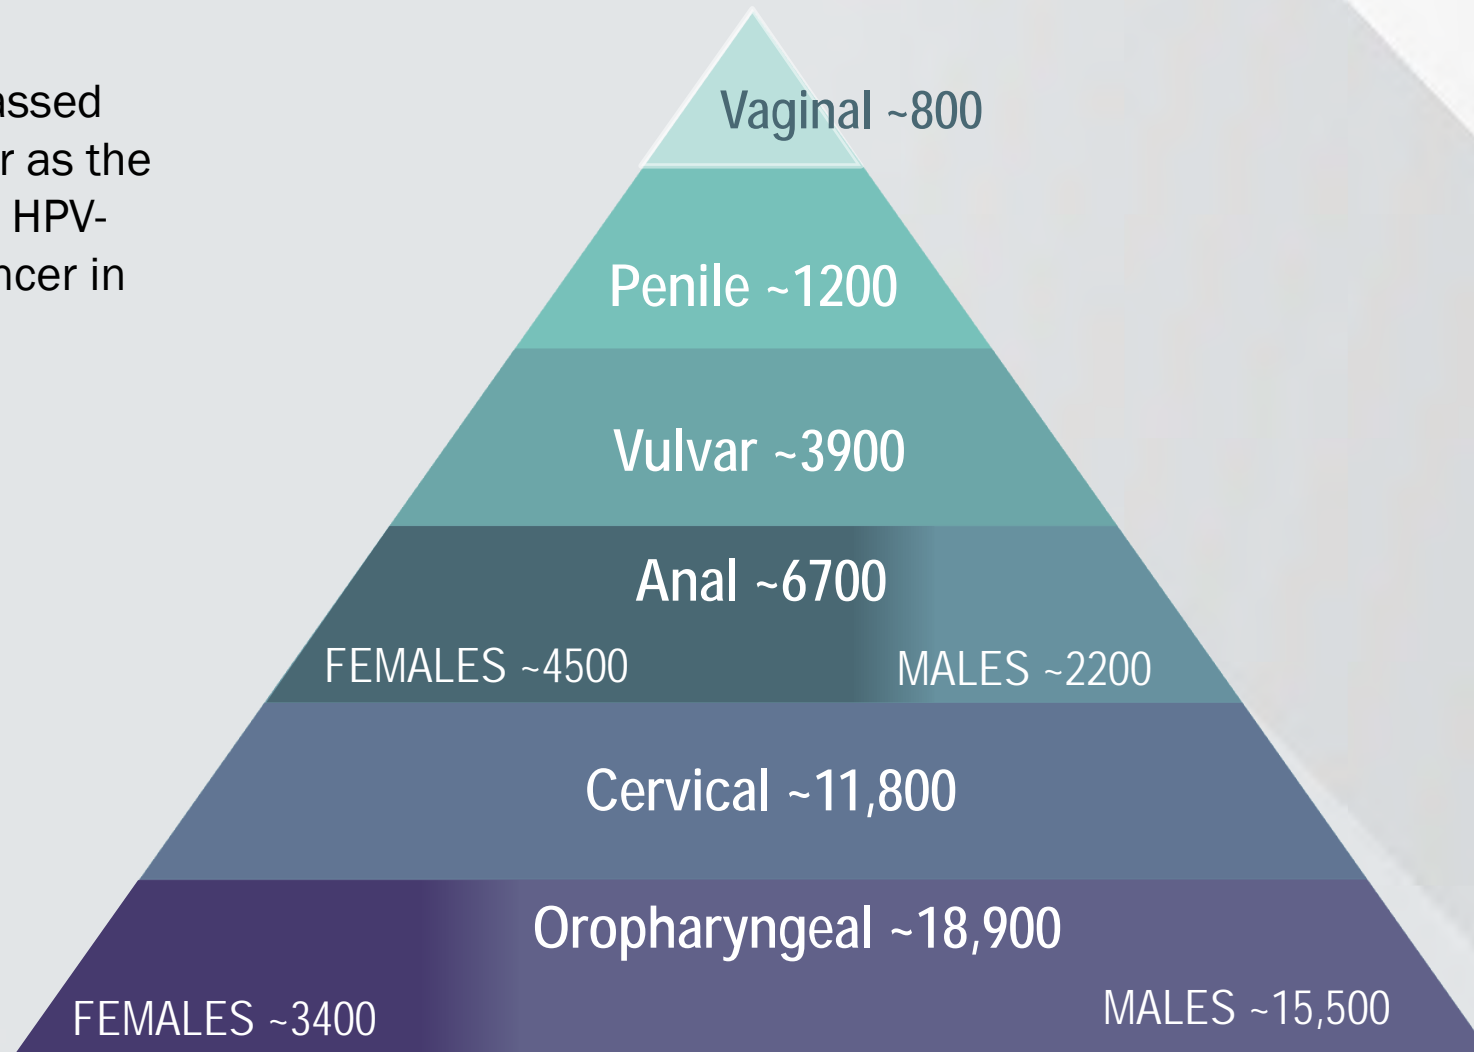 assed
r as the
HPV-
ncer in
Vaginal ~800
Penile ~1200
Vulvar ~3900
Anal ~6700
FEMALES ~4500 MALES ~2200
Cervical ~11,800
Oropharyngeal ~18,900
FEMALES ~3400 MALES ~15,500